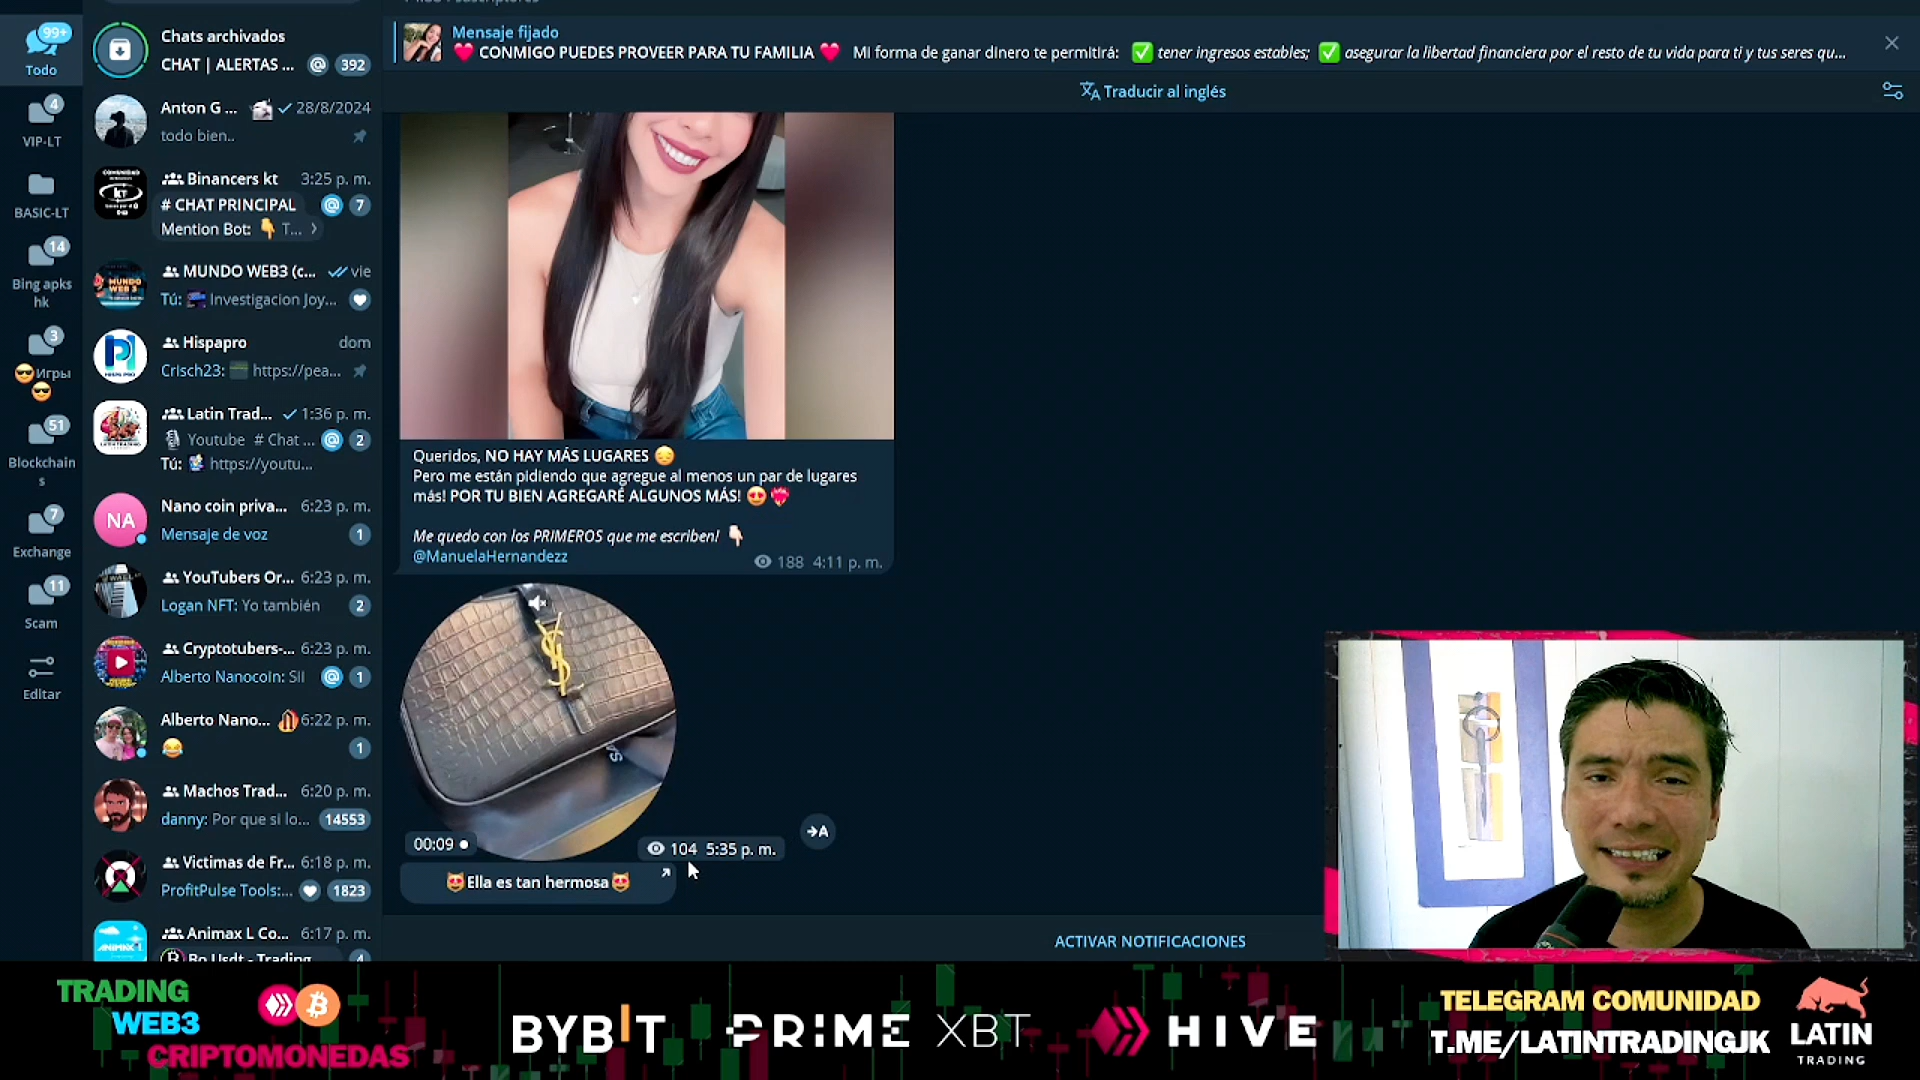 99+
Todo
4
VIP-LT
BASIC-LT
14
Bing apks
hk
3
😎Игры
😎
51
Blockchain
s
7
Exchange
11
Scam
Editar
Chats archivados
CHAT | ALERTAS ... @ 392
Anton G ... 28/8/2024
todo bien..
Binancers kt 3:25 p. m.
# CHAT PRINCIPAL @ 7
Mention Bot: 👇 T... >
MUNDO WEB3 (c... vie
Tú: Investigacion Joy...
Hispapro dom
Crisch23: https://pea...
Latin Trad... 1:36 p. m.
Youtube # Chat ... @ 2
Tú: https://youtu...
NA
Nano coin priva... 6:23 p. m.
Mensaje de voz 1
YouTubers Or... 6:23 p. m.
Logan NFT: Yo también 2
Cryptotubers-... 6:23 p. m.
Alberto Nanocoln: Sii @ 1
Alberto Nano... 6:22 p. m.
😂 1
Machos Trad... 6:20 p. m.
danny: Por que si lo... 14553
Victimas de Fr... 6:18 p. m.
ProfitPulse Tools:... 1823
Animax L Co... 6:17 p. m.
Bo Usdt - Trading 4
Mensaje fijado
❤️ CONMIGO PUEDES PROVEER PARA TU FAMILIA ❤️ Mi forma de ganar dinero te permitirá: ✅ tener ingresos estables; ✅ asegurar la libertad financiera por el resto de tu vida para ti y tus seres qu...
Traducir al inglés
Queridos, NO HAY MÁS LUGARES 😔
Pero me están pidiendo que agregue al menos un par de lugares
más! POR TU BIEN AGREGARÉ ALGUNOS MÁS! 😍💖
Me quedo con los PRIMEROS que me escriben! 👇🏻
@ManuelaHernandezz
188 4:11 p. m.
YSL
00:09
104 5:35 p. m.
→A
😻Ella es tan hermosa😻
ACTIVAR NOTIFICACIONES
TRADING
WEB3
CRIPTOMONEDAS
BYBIT
PRIME XBT
HIVE
TELEGRAM COMUNIDAD
T.ME/LATINTRADINGJK
LATIN
TRADING